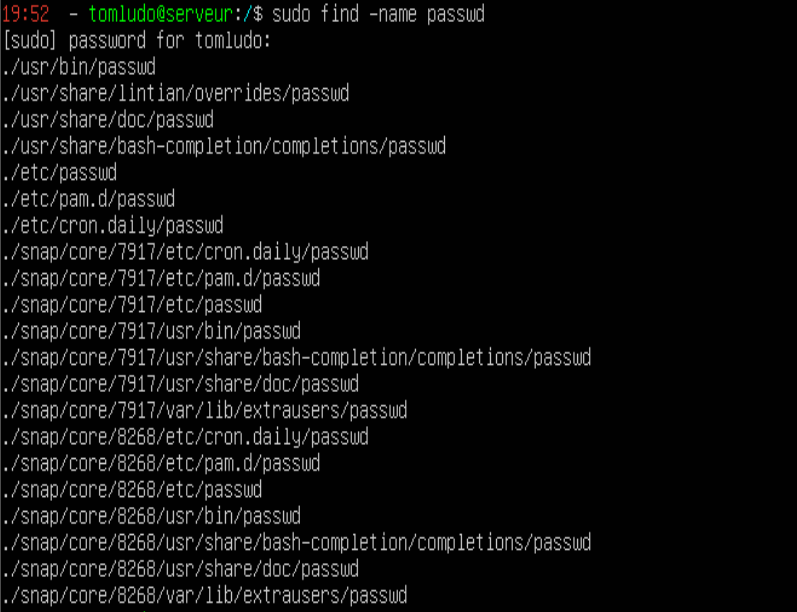 19:52 - tomludo@serveur:/$ sudo find -name passwd
[sudo] password for tomludo:
./usr/bin/passwd
./usr/share/lintian/overrides/passwd
./usr/share/doc/passwd
./usr/share/bash-completion/completions/passwd
./etc/passwd
./etc/pam.d/passwd
./etc/cron.daily/passwd
./snap/core/7917/etc/cron.daily/passwd
./snap/core/7917/etc/pam.d/passwd
./snap/core/7917/etc/passwd
./snap/core/7917/usr/bin/passwd
./snap/core/7917/usr/share/bash-completion/completions/passwd
./snap/core/7917/usr/share/doc/passwd
./snap/core/7917/var/lib/extrausers/passwd
./snap/core/8268/etc/cron.daily/passwd
./snap/core/8268/etc/pam.d/passwd
./snap/core/8268/etc/passwd
./snap/core/8268/usr/bin/passwd
./snap/core/8268/usr/share/bash-completion/completions/passwd
./snap/core/8268/usr/share/doc/passwd
./snap/core/8268/var/lib/extrausers/passwd